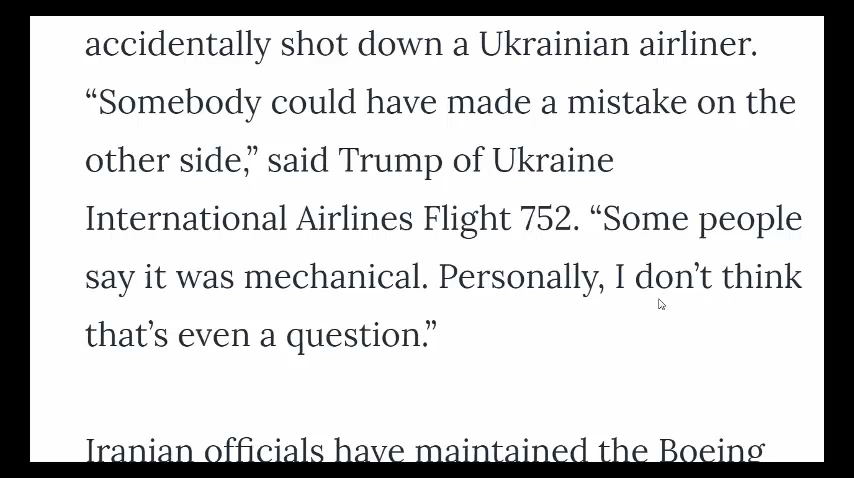 accidentally shot down a Ukrainian airliner.
“Somebody could have made a mistake on the
other side,” said Trump of Ukraine
International Airlines Flight 752. “Some people
say it was mechanical. Personally, I don’t think
that’s even a question.”
Iranian officials have maintained the Boeing